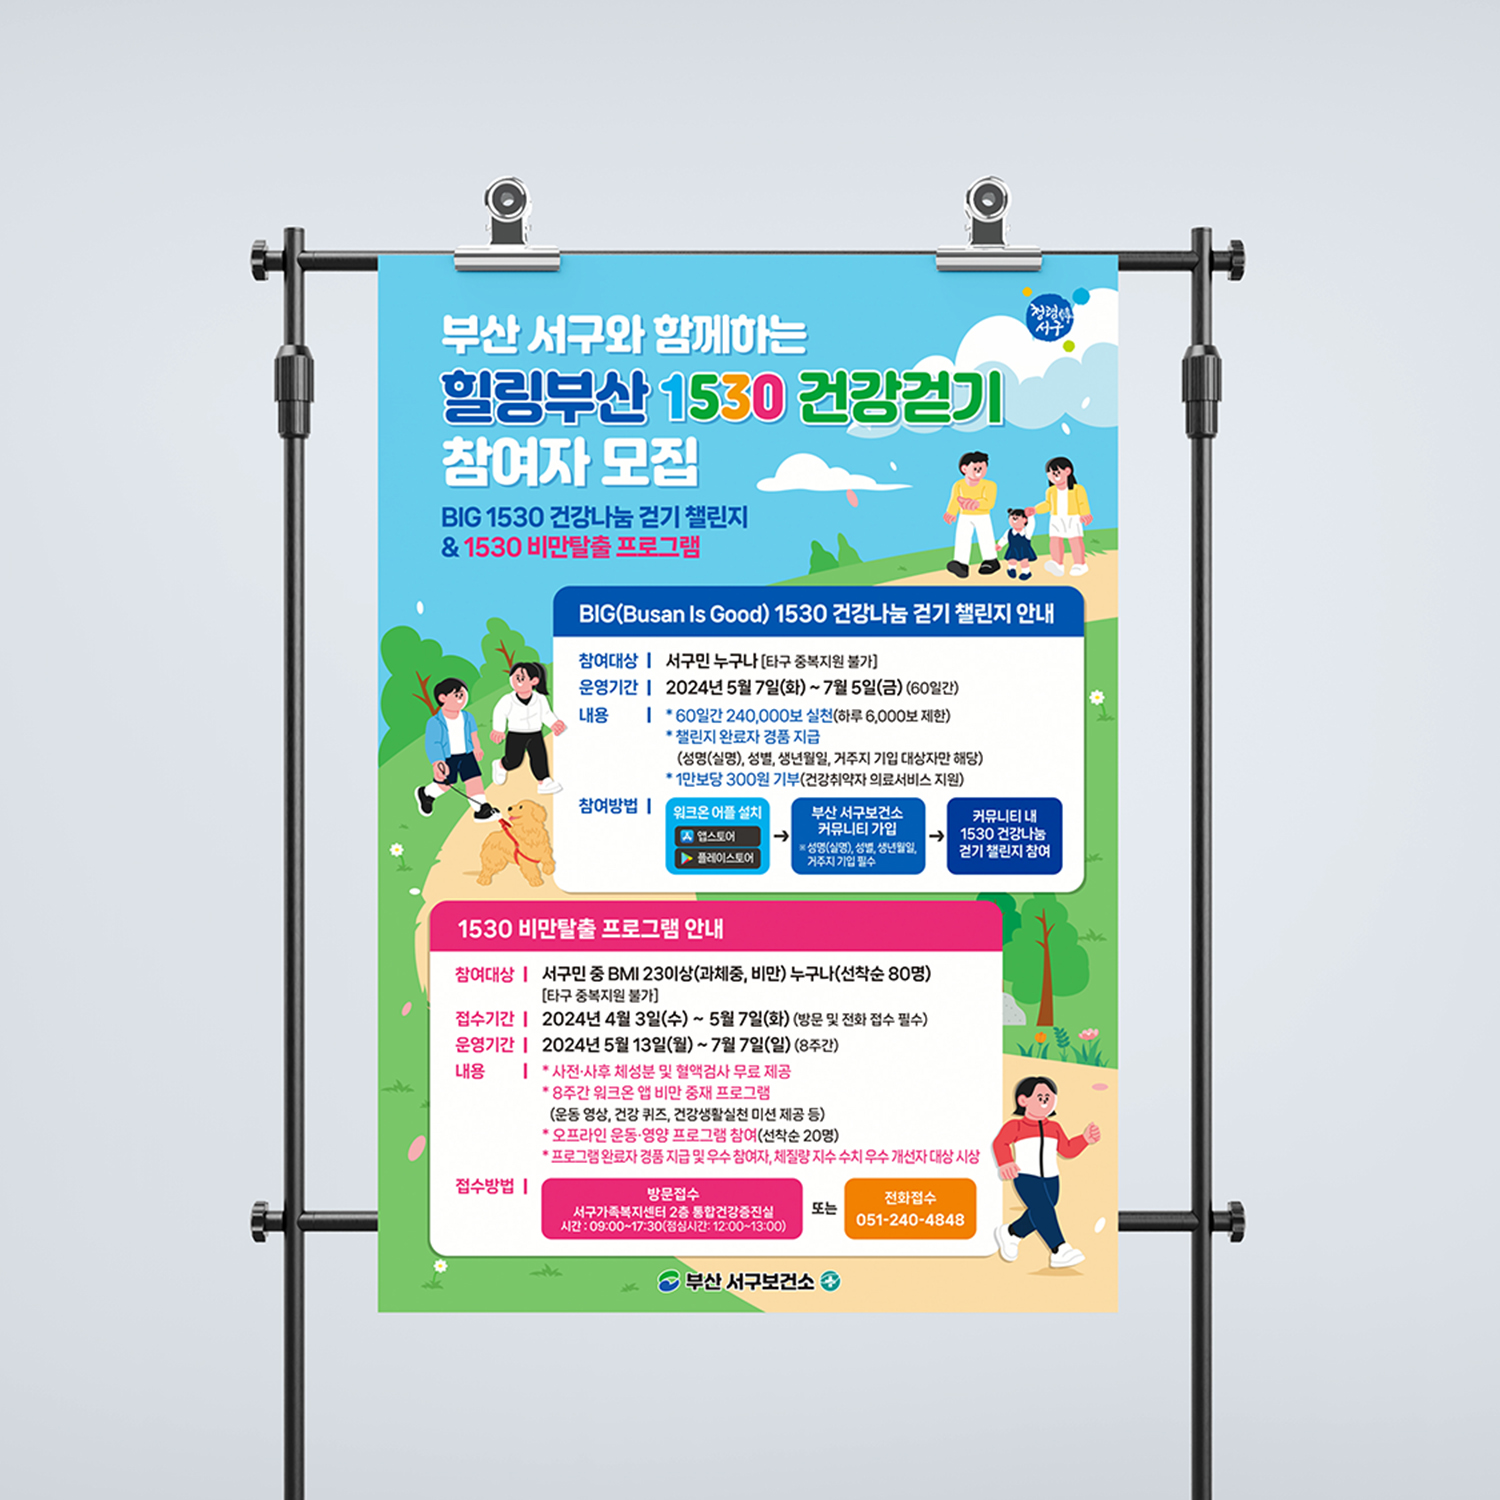 청렴
서구
부산 서구와 함께하는
힐링부산 1530 건강걷기
참여자 모집
BIG 1530 건강나눔 걷기 챌린지
& 1530 비만탈출 프로그램
BIG(Busan Is Good) 1530 건강나눔 걷기 챌린지 안내
참여대상 | 서구민 누구나 [타구 중복지원 불가]
운영기간 | 2024년 5월 7일(화) ~ 7월 5일(금) (60일간)
내용 | * 60일간 240,000보 실천(하루 6,000보 제한)
* 챌린지 완료자 경품 지급
(성명(실명), 성별, 생년월일, 거주지 기입 대상자만 해당)
* 1만보당 300원 기부(건강취약자 의료서비스 지원)
참여방법 |
워크온 어플 설치
앱스토어
플레이스토어
→
부산 서구보건소
커뮤니티 가입
※ 성명(실명), 성별, 생년월일,
거주지 기입 필수
→
커뮤니티 내
1530 건강나눔
걷기 챌린지 참여
1530 비만탈출 프로그램 안내
참여대상 | 서구민 중 BMI 23이상(과체중, 비만) 누구나(선착순 80명)
[타구 중복지원 불가]
접수기간 | 2024년 4월 3일(수) ~ 5월 7일(화) (방문 및 전화 접수 필수)
운영기간 | 2024년 5월 13일(월) ~ 7월 7일(일) (8주간)
내용 | * 사전·사후 체성분 및 혈액검사 무료 제공
* 8주간 워크온 앱 비만 중재 프로그램
(운동 영상, 건강 퀴즈, 건강생활실천 미션 제공 등)
* 오프라인 운동·영양 프로그램 참여(선착순 20명)
* 프로그램 완료자 경품 지급 및 우수 참여자, 체질량 지수 수치 우수 개선자 대상 시상
접수방법 |
방문접수
서구가족복지센터 2층 통합건강증진실
시간 : 09:00~17:30(점심시간: 12:00~13:00)
또는
전화접수
051-240-4848
부산 서구보건소